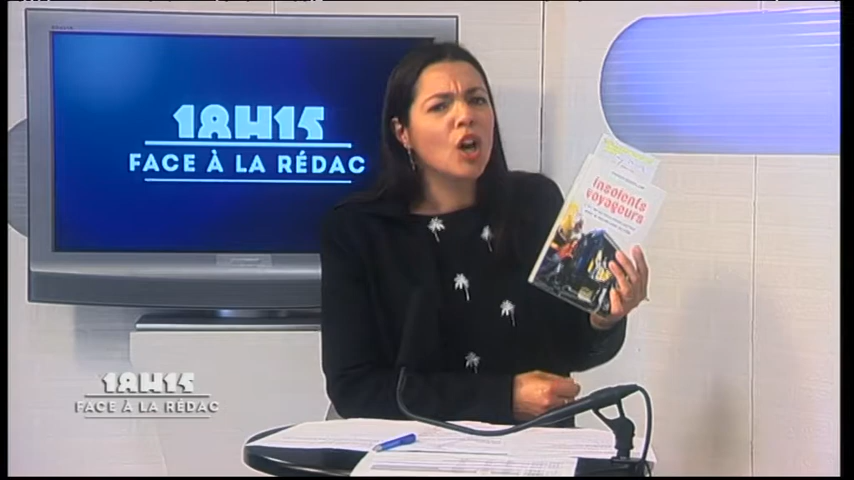 18H15
FACE À LA RÉDAC
insolents
voyageurs
18H15
FACE À LA RÉDAC